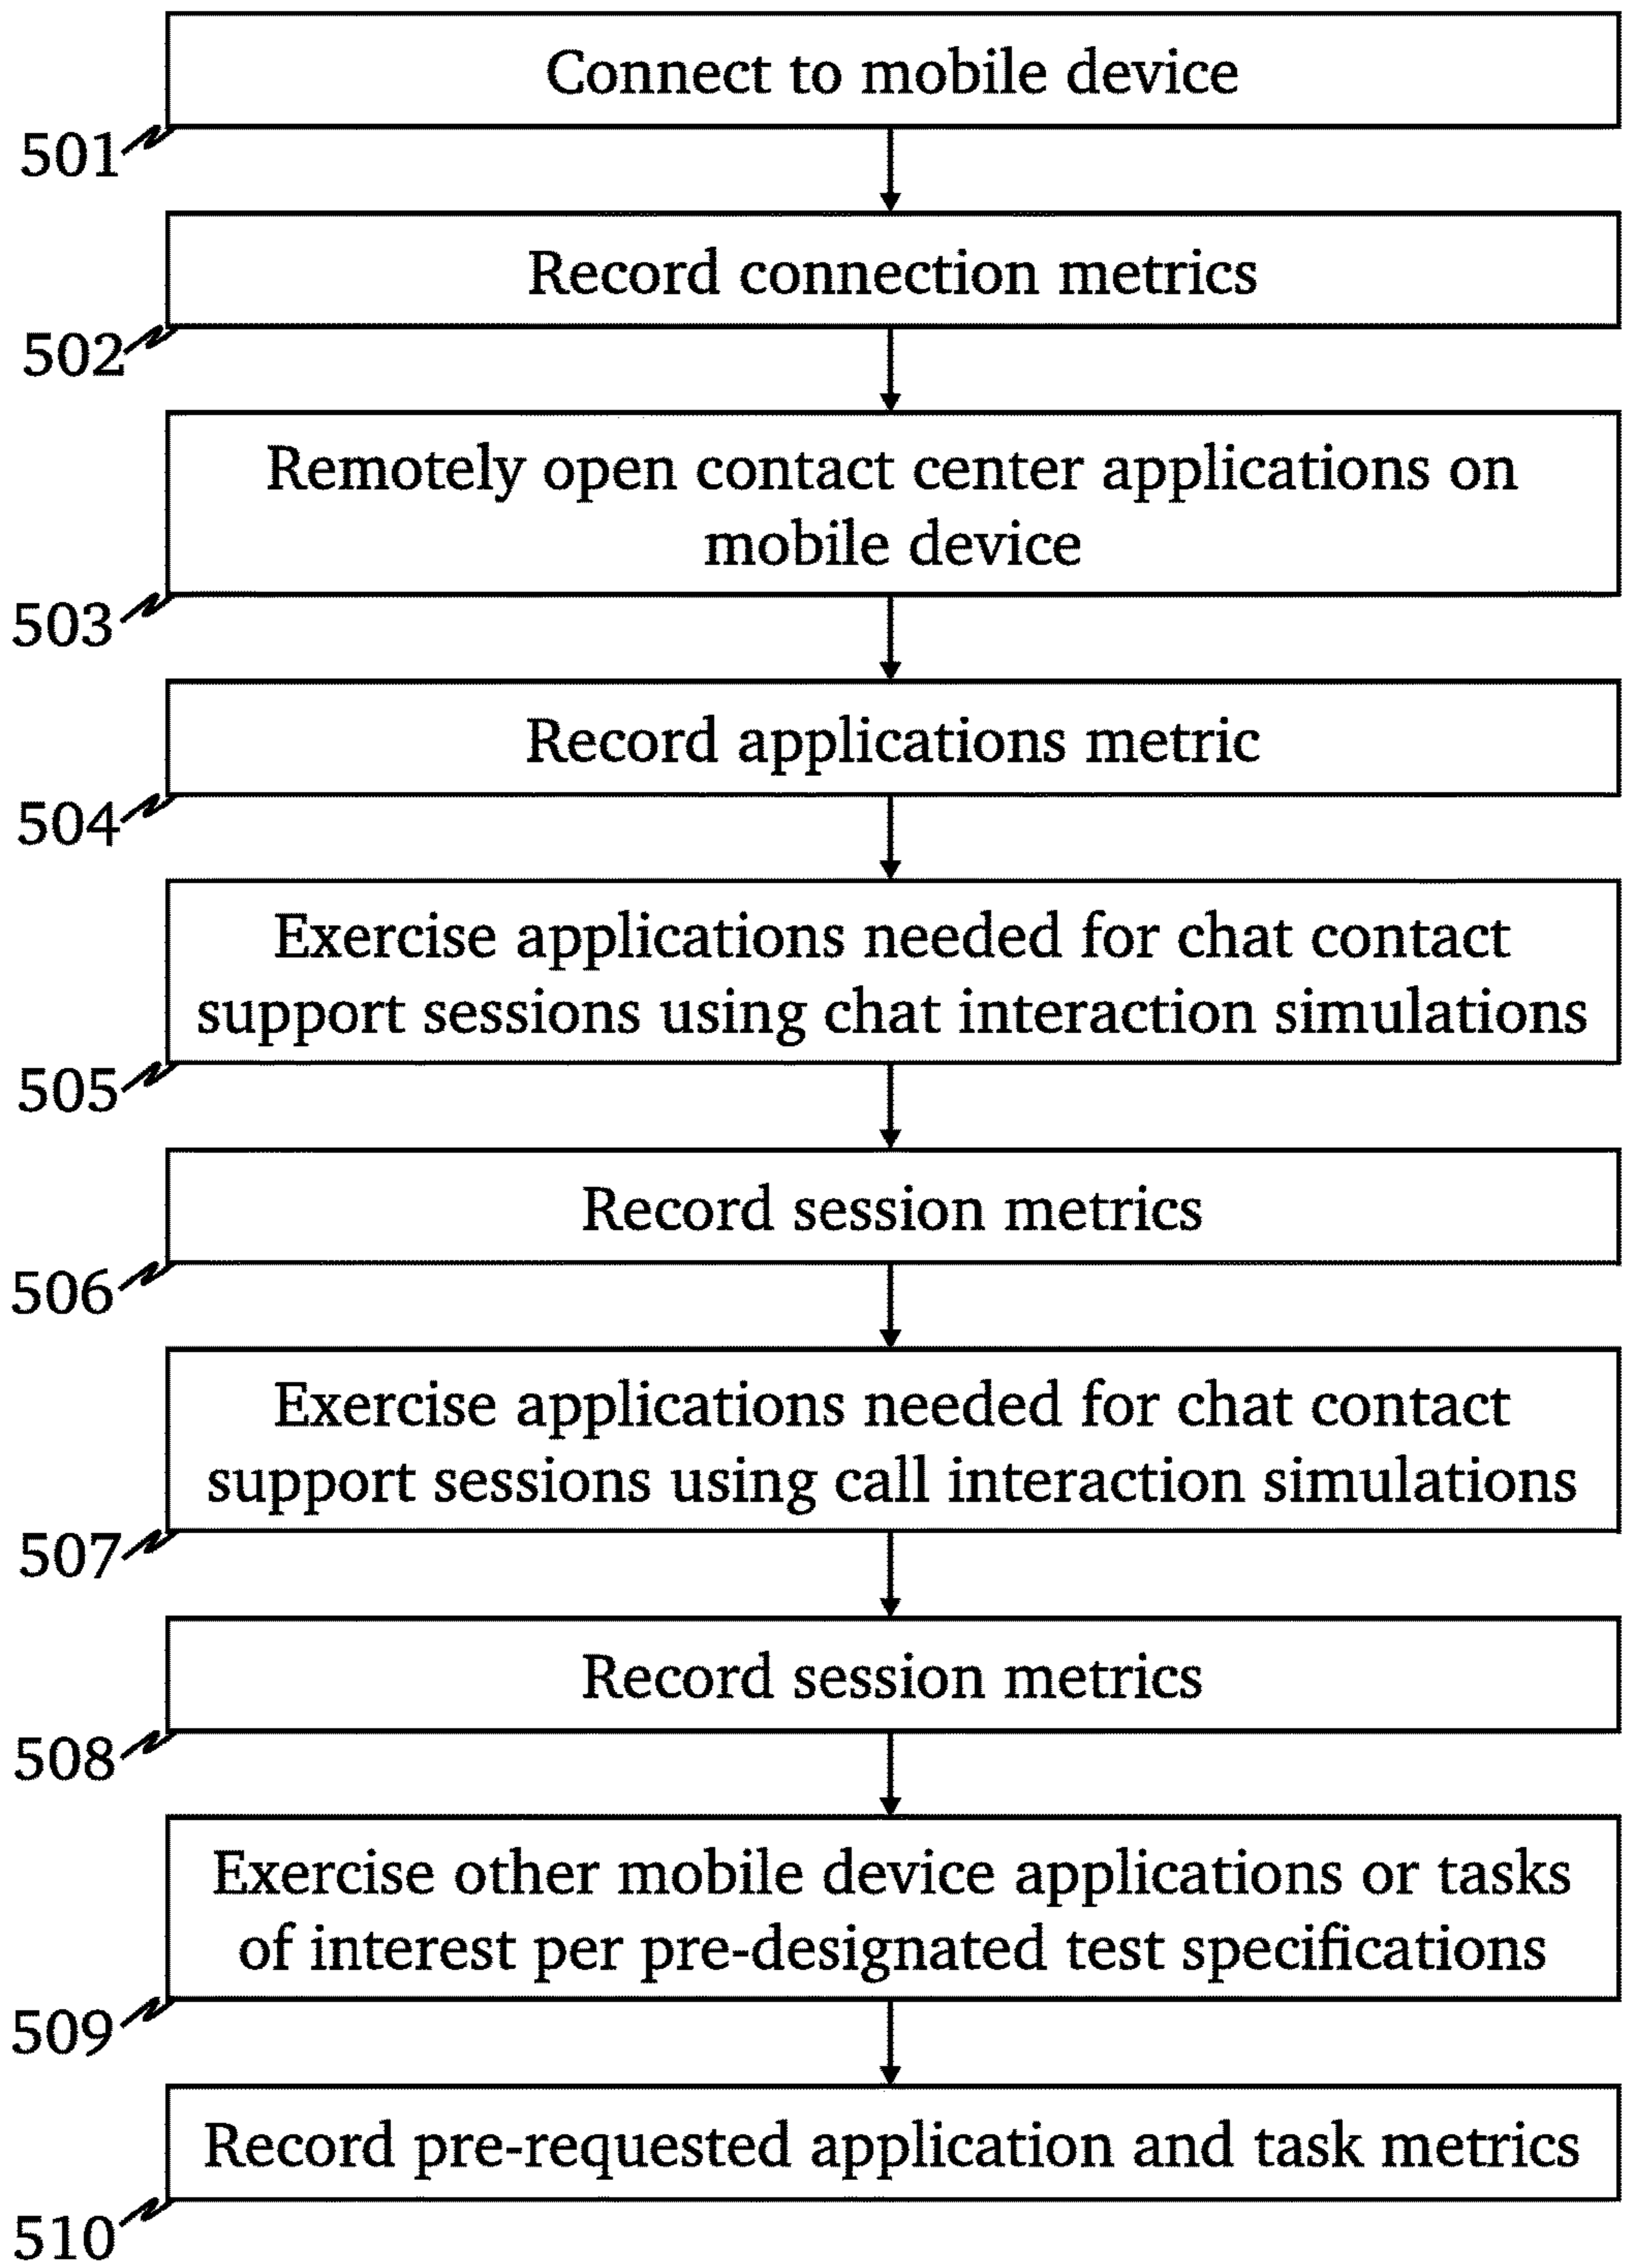 Connect to mobile device
501
Record connection metrics
502
Remotely open contact center applications on
mobile device
503
Record applications metric
504
Exercise applications needed for chat contact
support sessions using chat interaction simulations
505
Record session metrics
506
Exercise applications needed for chat contact
support sessions using call interaction simulations
507
Record session metrics
508
Exercise other mobile device applications or tasks
of interest per pre-designated test specifications
509
Record pre-requested application and task metrics
510